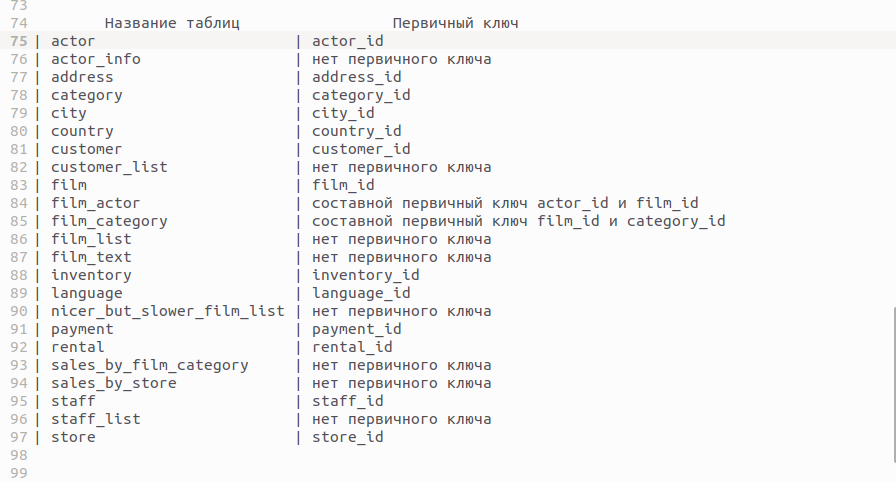 73
74 Название таблиц Первичный ключ
75 | actor | actor_id
76 | actor_info | нет первичного ключа
77 | address | address_id
78 | category | category_id
79 | city | city_id
80 | country | country_id
81 | customer | customer_id
82 | customer_list | нет первичного ключа
83 | film | film_id
84 | film_actor | составной первичный ключ actor_id и film_id
85 | film_category | составной первичный ключ film_id и category_id
86 | film_list | нет первичного ключа
87 | film_text | нет первичного ключа
88 | inventory | inventory_id
89 | language | language_id
90 | nicer_but_slower_film_list | нет первичного ключа
91 | payment | payment_id
92 | rental | rental_id
93 | sales_by_film_category | нет первичного ключа
94 | sales_by_store | нет первичного ключа
95 | staff | staff_id
96 | staff_list | нет первичного ключа
97 | store | store_id
98
99